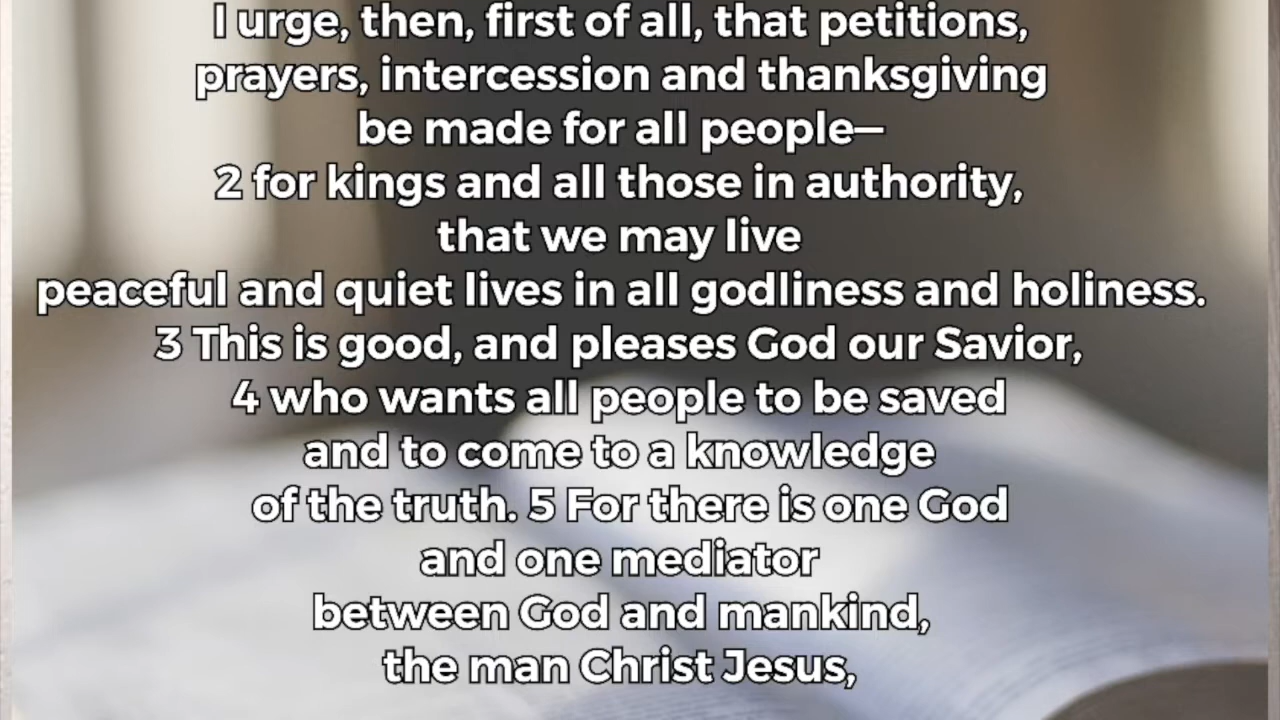 I urge, then, first of all, that petitions,
prayers, intercession and thanksgiving
be made for all people—
2 for kings and all those in authority,
that we may live
peaceful and quiet lives in all godliness and holiness.
3 This is good, and pleases God our Savior,
4 who wants all people to be saved
and to come to a knowledge
of the truth. 5 For there is one God
and one mediator
between God and mankind,
the man Christ Jesus,